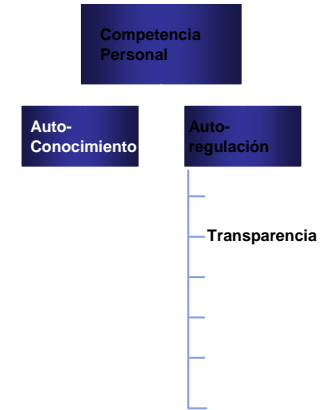 Competencia
Personal
Auto-
Conocimiento
Auto-
regulación
Transparencia